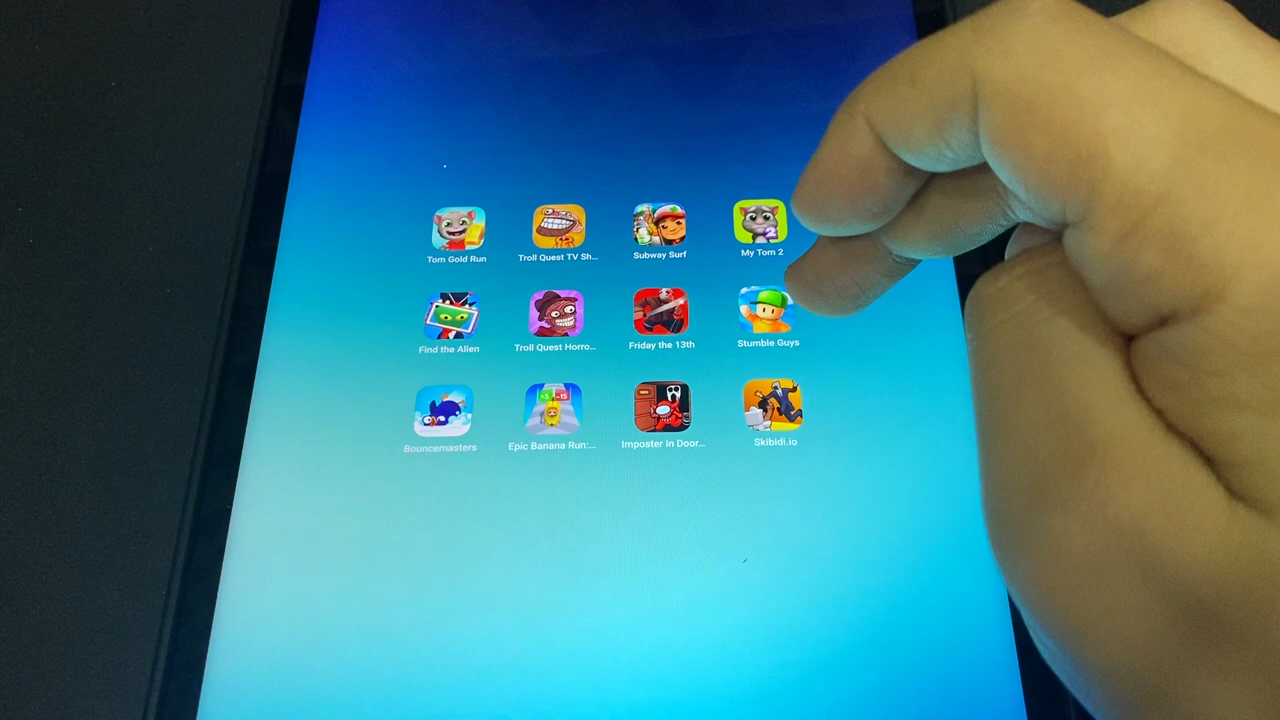 Tom Gold Run
Troll Quest TV Sh...
Subway Surf
My Tom 2
Find the Alien
Troll Quest Horro...
Friday the 13th
Stumble Guys
Bouncemasters
Epic Banana Run:...
Imposter in Door...
Skibidi.io